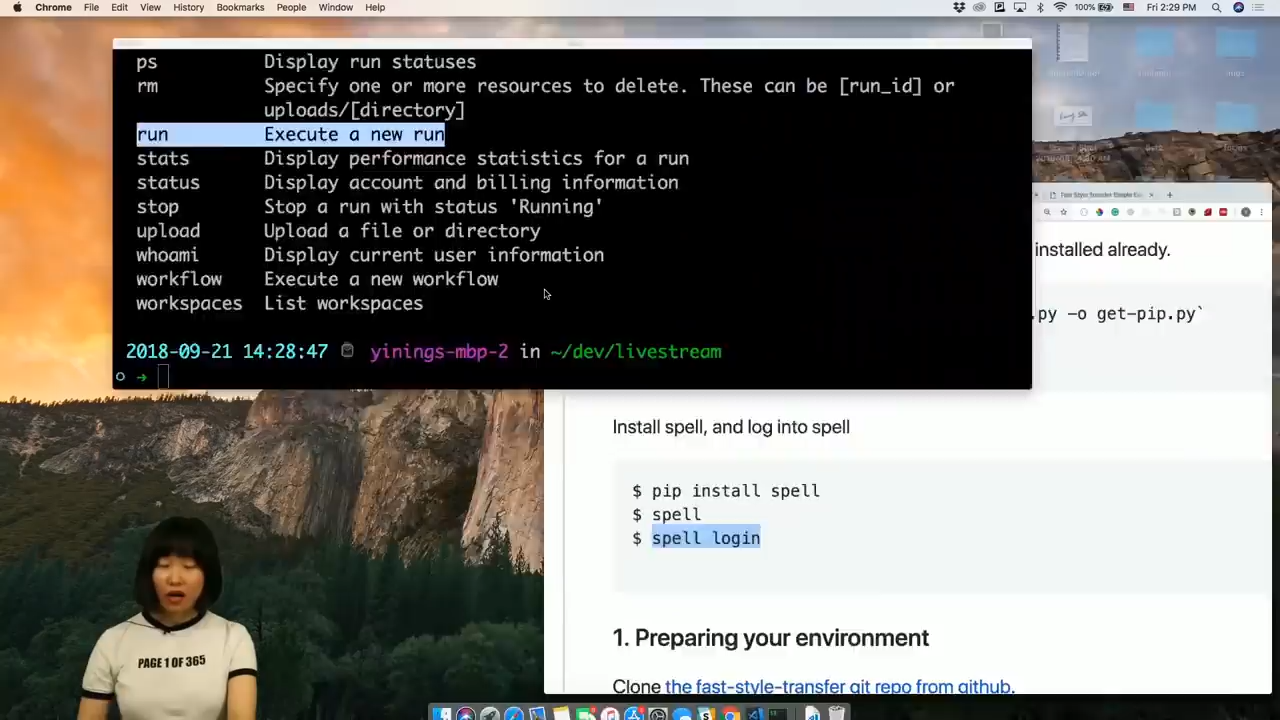 Chrome File Edit View History Bookmarks People Window Help 100% Fri 2:29 PM
ps Display run statuses
rm Specify one or more resources to delete. These can be [run_id] or
uploads/[directory]
run Execute a new run
stats Display performance statistics for a run
status Display account and billing information
stop Stop a run with status 'Running'
upload Upload a file or directory
whoami Display current user information
workflow Execute a new workflow
workspaces List workspaces
2018-09-21 14:28:47 yinings-mbp-2 in ~/dev/livestream
installed already.
.py -o get-pip.py`
Install spell, and log into spell
$ pip install spell
$ spell
$ spell login
1. Preparing your environment
Clone the fast-style-transfer git repo from github.
PAGE 1 OF 365